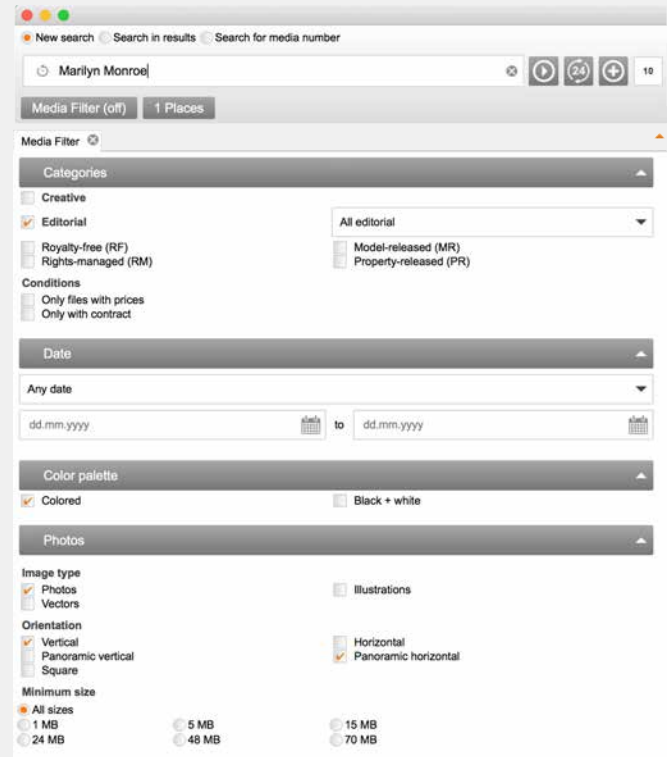 New search Search in results Search for media number
Marilyn Monroe 24 10
Media Filter (off) 1 Places
Media Filter
Categories
Creative
Editorial All editorial
Royalty-free (RF) Model-released (MR)
Rights-managed (RM) Property-released (PR)
Conditions
Only files with prices
Only with contract
Date
Any date
dd.mm.yyyy to dd.mm.yyyy
Color palette
Colored Black + white
Photos
Image type
Photos Illustrations
Vectors
Orientation
Vertical Horizontal
Panoramic vertical Panoramic horizontal
Square
Minimum size
All sizes
1 MB 5 MB 15 MB
24 MB 48 MB 70 MB